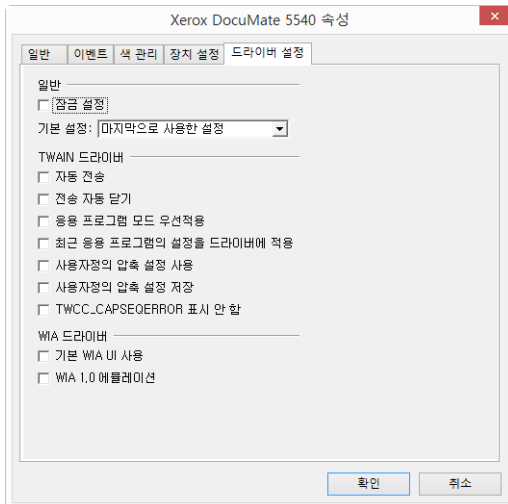 Xerox DocuMate 5540 속성
일반 이벤트 색 관리 장치 설정 드라이버 설정
일반
잠금 설정
기본 설정: 마지막으로 사용한 설정
TWAIN 드라이버
자동 전송
전송 자동 닫기
응용 프로그램 모드 우선적용
최근 응용 프로그램의 설정을 드라이버에 적용
사용자정의 압축 설정 사용
사용자정의 압축 설정 저장
TWCC_CAPSEQERROR 표시 안 함
WIA 드라이버
기본 WIA UI 사용
WIA 1.0 에뮬레이션
확인 취소